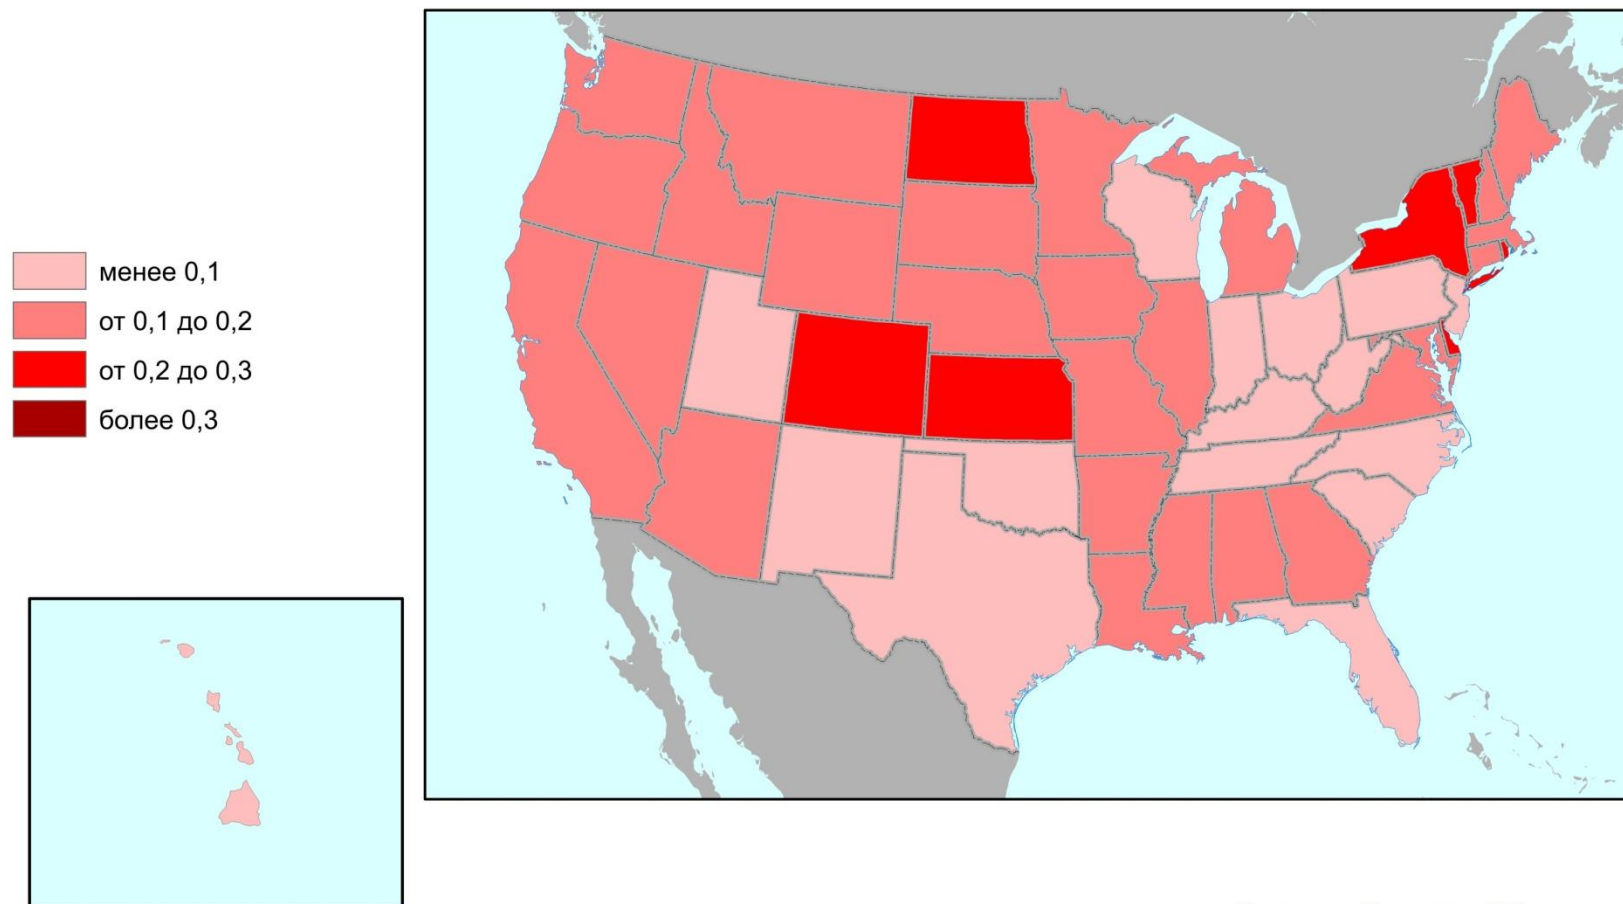 менее 0,1
от 0,1 до 0,2
от 0,2 до 0,3
более 0,3